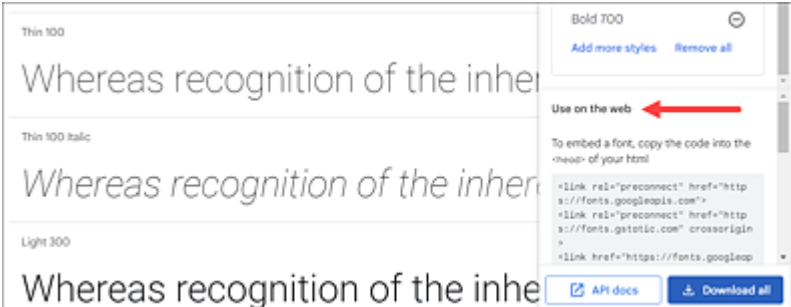 Thin 100
Whereas recognition of the inher
Thin 100 Italic
Whereas recognition of the inher
Light 300
Whereas recognition of the inhe
Bold 700
Add more styles Remove all
Use on the web
To embed a font, copy the code into the
<head> of your html
<link rel="preconnect" href="http
s://fonts.googleapis.com">
<link rel="preconnect" href="http
s://fonts.gstatic.com" crossorigin
>
<link href="https://fonts.googleap
API docs Download all